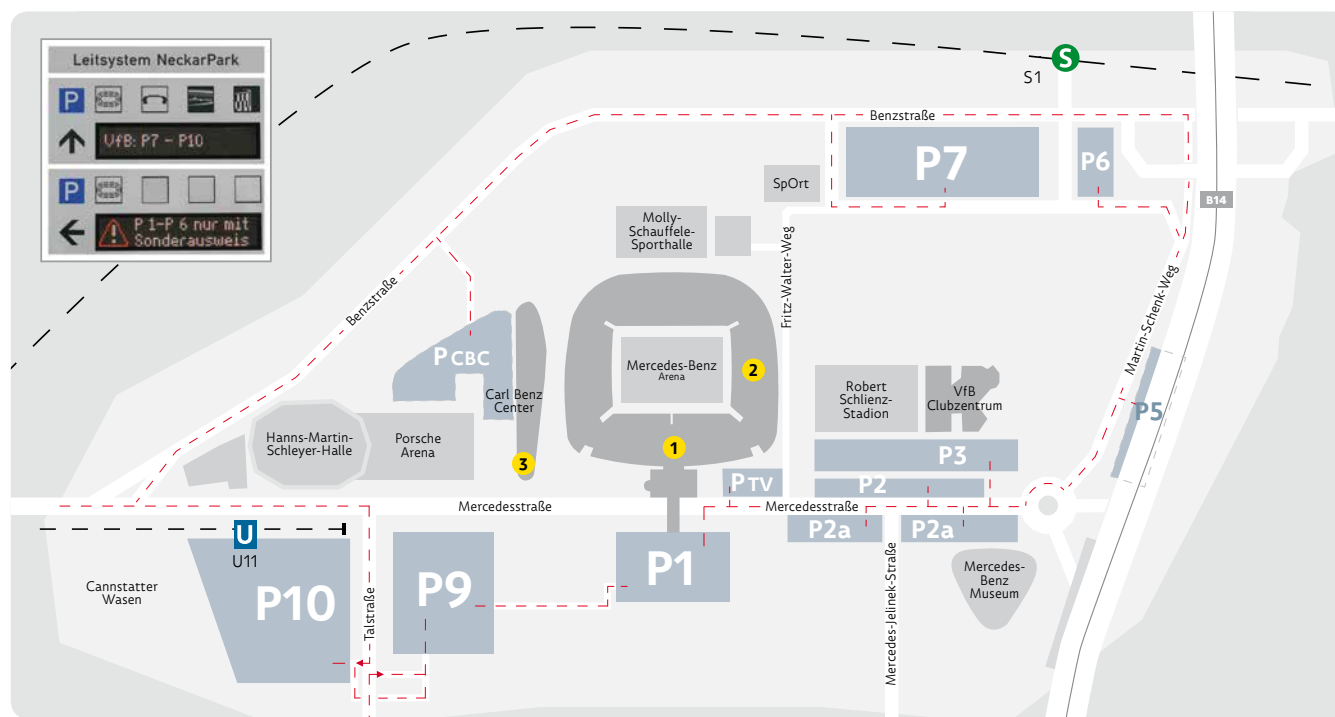 Leitsystem NeckarPark
P
VfB: P7 - P10
P
P 1-P 6 nur mit
Sonderausweis
S
S1
Benzstraße
P7
P6
B14
SpOrt
Molly-
Schauffele-
Sporthalle
Fritz-Walter-Weg
Martin-Schenk-Weg
Benzstraße
P CBC
Carl Benz
Center
Mercedes-Benz
Arena
2
Robert
Schlienz-
Stadion
VfB
Clubzentrum
P5
Hanns-Martin-
Schleyer-Halle
Porsche
Arena
3
1
P3
P TV
P2
Mercedesstraße
Mercedesstraße
P2a
P2a
U
U11
Cannstatter
Wasen
P10
Talstraße
P9
P1
Mercedes-Jelinek-Straße
Mercedes-
Benz
Museum